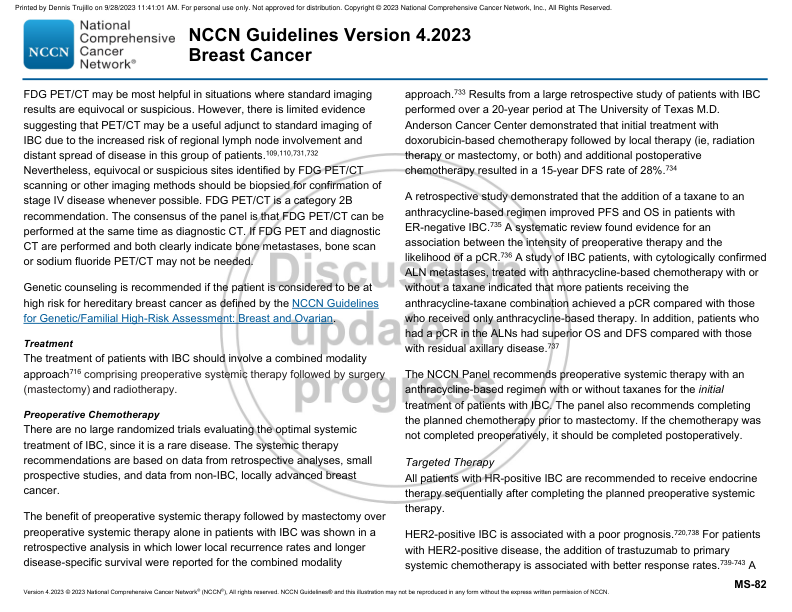 Printed by Dennis Trujillo on 9/28/2023 11:41:01 AM. For personal use only. Not approved for distribution. Copyright © 2023 National Comprehensive Cancer Network, Inc., All Rights Reserved.
NCCN
National
Comprehensive
Cancer
Network®
NCCN Guidelines Version 4.2023
Breast Cancer
FDG PET/CT may be most helpful in situations where standard imaging
results are equivocal or suspicious. However, there is limited evidence
suggesting that PET/CT may be a useful adjunct to standard imaging of
IBC due to the increased risk of regional lymph node involvement and
distant spread of disease in this group of patients.109,110,731,732
Nevertheless, equivocal or suspicious sites identified by FDG PET/CT
scanning or other imaging methods should be biopsied for confirmation of
stage IV disease whenever possible. FDG PET/CT is a category 2B
recommendation. The consensus of the panel is that FDG PET/CT can be
performed at the same time as diagnostic CT. If FDG PET and diagnostic
CT are performed and both clearly indicate bone metastases, bone scan
or sodium fluoride PET/CT may not be needed.
Genetic counseling is recommended if the patient is considered to be at
high risk for hereditary breast cancer as defined by the NCCN Guidelines
for Genetic/Familial High-Risk Assessment: Breast and Ovarian.
Treatment
The treatment of patients with IBC should involve a combined modality
approach716 comprising preoperative systemic therapy followed by surgery
(mastectomy) and radiotherapy.
Preoperative Chemotherapy
There are no large randomized trials evaluating the optimal systemic
treatment of IBC, since it is a rare disease. The systemic therapy
recommendations are based on data from retrospective analyses, small
prospective studies, and data from non-IBC, locally advanced breast
cancer.
The benefit of preoperative systemic therapy followed by mastectomy over
preoperative systemic therapy alone in patients with IBC was shown in a
retrospective analysis in which lower local recurrence rates and longer
disease-specific survival were reported for the combined modality
approach.733 Results from a large retrospective study of patients with IBC
performed over a 20-year period at The University of Texas M.D.
Anderson Cancer Center demonstrated that initial treatment with
doxorubicin-based chemotherapy followed by local therapy (ie, radiation
therapy or mastectomy, or both) and additional postoperative
chemotherapy resulted in a 15-year DFS rate of 28%.734
A retrospective study demonstrated that the addition of a taxane to an
anthracycline-based regimen improved PFS and OS in patients with
ER-negative IBC.735 A systematic review found evidence for an
association between the intensity of preoperative therapy and the
likelihood of a pCR.736 A study of IBC patients, with cytologically confirmed
ALN metastases, treated with anthracycline-based chemotherapy with or
without a taxane indicated that more patients receiving the
anthracycline-taxane combination achieved a pCR compared with those
who received only anthracycline-based therapy. In addition, patients who
had a pCR in the ALNs had superior OS and DFS compared with those
with residual axillary disease.737
The NCCN Panel recommends preoperative systemic therapy with an
anthracycline-based regimen with or without taxanes for the initial
treatment of patients with IBC. The panel also recommends completing
the planned chemotherapy prior to mastectomy. If the chemotherapy was
not completed preoperatively, it should be completed postoperatively.
Targeted Therapy
All patients with HR-positive IBC are recommended to receive endocrine
therapy sequentially after completing the planned preoperative systemic
therapy.
HER2-positive IBC is associated with a poor prognosis.720,738 For patients
with HER2-positive disease, the addition of trastuzumab to primary
systemic chemotherapy is associated with better response rates.739-743 A
Discussion
update in
progress
MS-82
Version 4.2023 © 2023 National Comprehensive Cancer Network® (NCCN®), All rights reserved. NCCN Guidelines® and this illustration may not be reproduced in any form without the express written permission of NCCN.